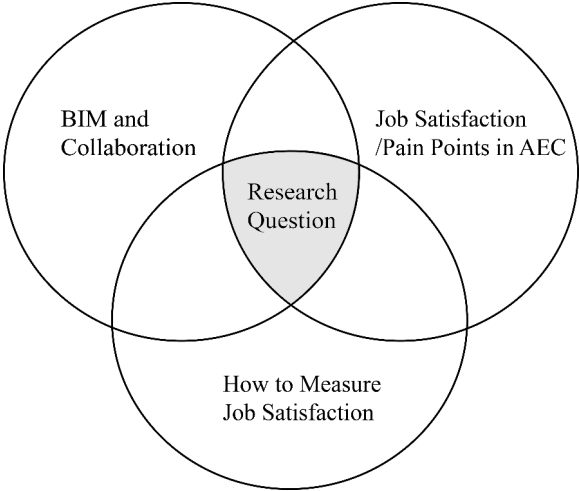 BIM and
Collaboration
Job Satisfaction
/Pain Points in AEC
Research
Question
How to Measure
Job Satisfaction